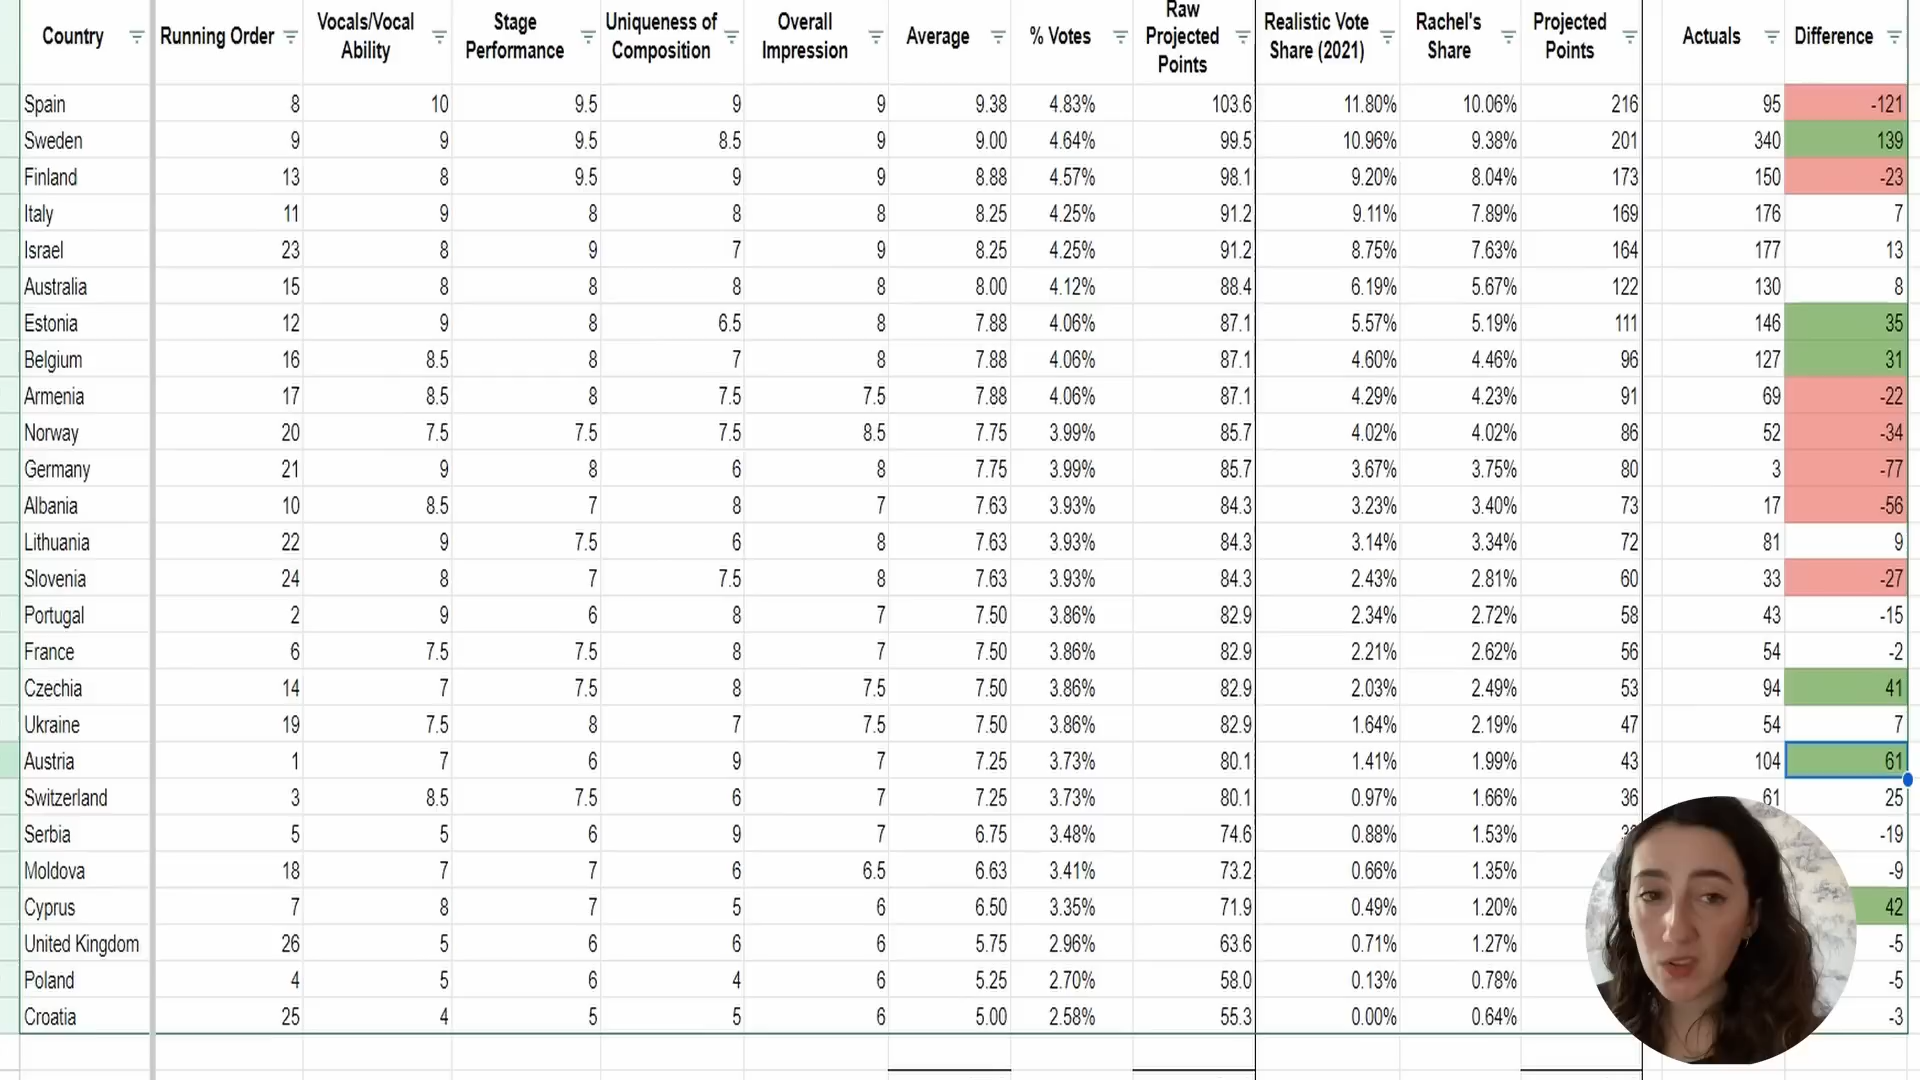 Country Running Order Vocals/Vocal Ability Stage Performance Uniqueness of Composition Overall Impression Average % Votes Raw Projected Points Realistic Vote Share (2021) Rachel's Share Projected Points Actuals Difference
Spain 8 10 9.5 9 9 9.38 4.83% 103.6 11.80% 10.06% 216 95 -121
Sweden 9 9 9.5 8.5 9 9.00 4.64% 99.5 10.96% 9.38% 201 340 139
Finland 13 8 9.5 9 9 8.88 4.57% 98.1 9.20% 8.04% 173 150 -23
Italy 11 9 8 8 8 8.25 4.25% 91.2 9.11% 7.89% 169 176 7
Israel 23 8 9 7 9 8.25 4.25% 91.2 8.75% 7.63% 164 177 13
Australia 15 8 8 8 8 8.00 4.12% 88.4 6.19% 5.67% 122 130 8
Estonia 12 9 8 6.5 8 7.88 4.06% 87.1 5.57% 5.19% 111 146 35
Belgium 16 8.5 8 7 8 7.88 4.06% 87.1 4.60% 4.46% 96 127 31
Armenia 17 8.5 8 7.5 7.5 7.88 4.06% 87.1 4.29% 4.23% 91 69 -22
Norway 20 7.5 7.5 7.5 8.5 7.75 3.99% 85.7 4.02% 4.02% 86 52 -34
Germany 21 9 8 6 8 7.75 3.99% 85.7 3.67% 3.75% 80 3 -77
Albania 10 8.5 7 8 7 7.63 3.93% 84.3 3.23% 3.40% 73 17 -56
Lithuania 22 9 7.5 6 8 7.63 3.93% 84.3 3.14% 3.34% 72 81 9
Slovenia 24 8 7 7.5 8 7.63 3.93% 84.3 2.43% 2.81% 60 33 -27
Portugal 2 9 6 8 7 7.50 3.86% 82.9 2.34% 2.72% 58 43 -15
France 6 7.5 7.5 8 7 7.50 3.86% 82.9 2.21% 2.62% 56 54 -2
Czechia 14 7 7.5 8 7.5 7.50 3.86% 82.9 2.03% 2.49% 53 94 41
Ukraine 19 7.5 8 7 7.5 7.50 3.86% 82.9 1.64% 2.19% 47 54 7
Austria 1 7 6 9 7 7.25 3.73% 80.1 1.41% 1.99% 43 104 61
Switzerland 3 8.5 7.5 6 7 7.25 3.73% 80.1 0.97% 1.66% 36 61 25
Serbia 5 5 6 9 7 6.75 3.48% 74.6 0.88% 1.53% -19
Moldova 18 7 7 6 6.5 6.63 3.41% 73.2 0.66% 1.35% -9
Cyprus 7 8 7 5 6 6.50 3.35% 71.9 0.49% 1.20% 42
United Kingdom 26 5 6 6 6 5.75 2.96% 63.6 0.71% 1.27% -5
Poland 4 5 6 4 6 5.25 2.70% 58.0 0.13% 0.78% -5
Croatia 25 4 5 5 6 5.00 2.58% 55.3 0.00% 0.64% -3